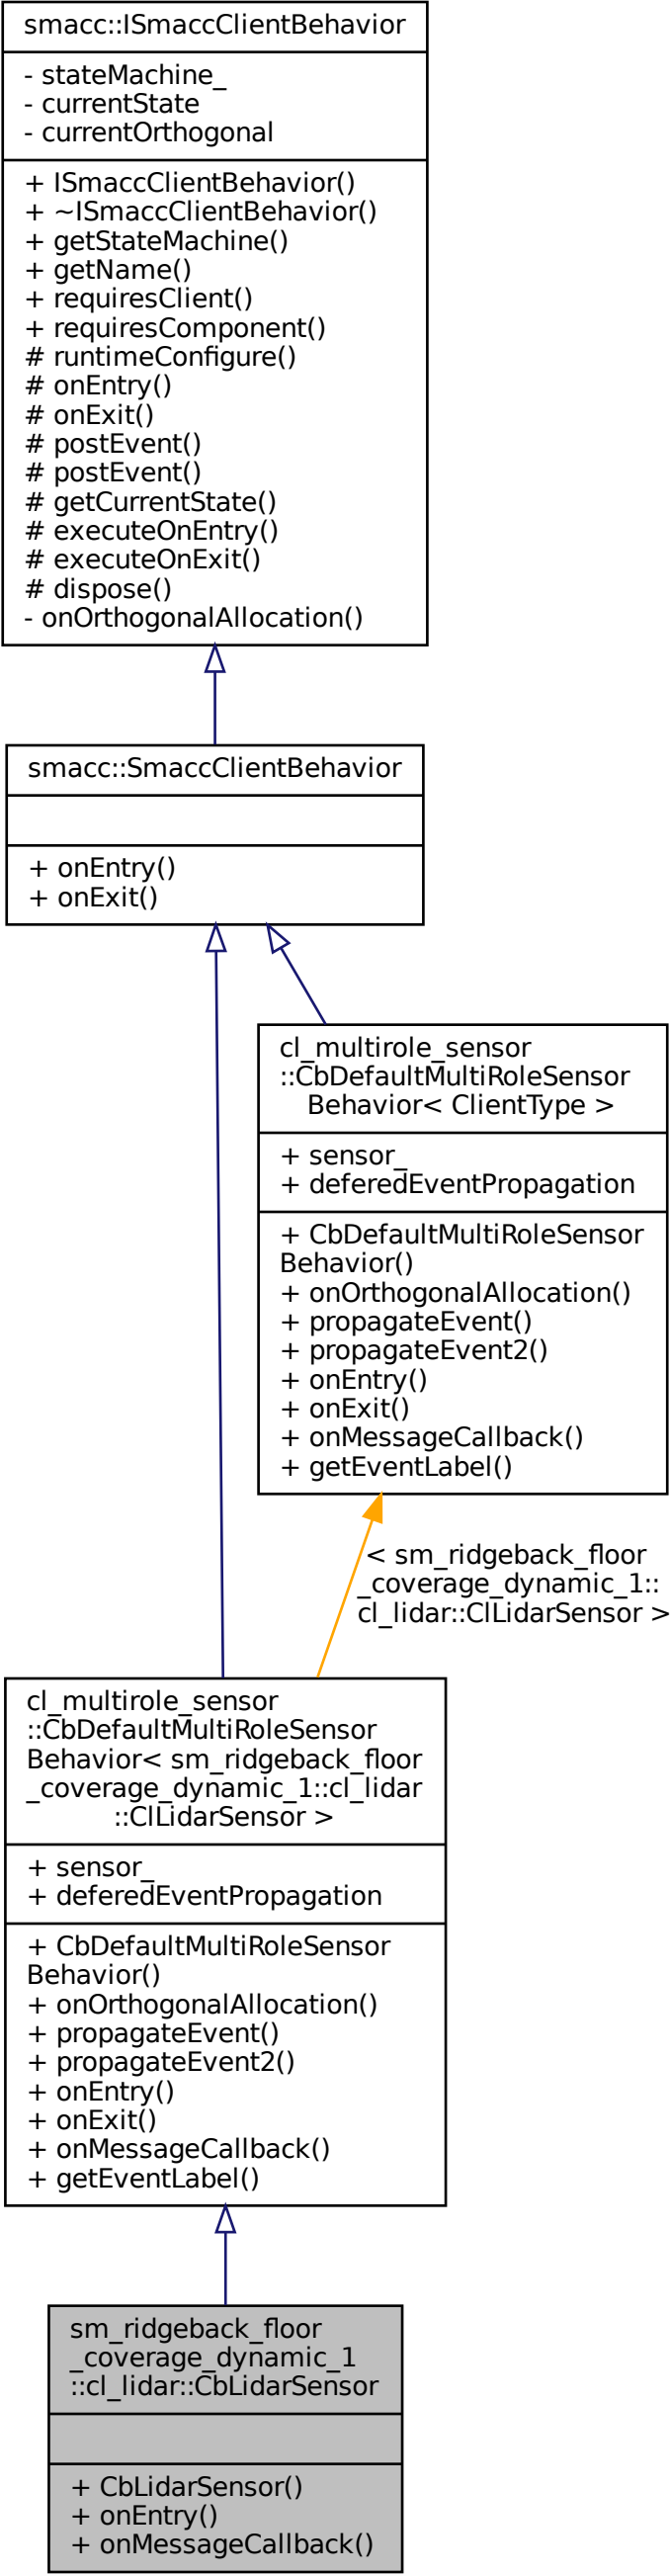 smacc::ISmaccClientBehavior
- stateMachine_
- currentState
- currentOrthogonal
+ ISmaccClientBehavior()
+ ~ISmaccClientBehavior()
+ getStateMachine()
+ getName()
+ requiresClient()
+ requiresComponent()
# runtimeConfigure()
# onEntry()
# onExit()
# postEvent()
# postEvent()
# getCurrentState()
# executeOnEntry()
# executeOnExit()
# dispose()
- onOrthogonalAllocation()
smacc::SmaccClientBehavior
+ onEntry()
+ onExit()
cl_multirole_sensor
::CbDefaultMultiRoleSensor
Behavior< ClientType >
+ sensor_
+ deferedEventPropagation
+ CbDefaultMultiRoleSensor
Behavior()
+ onOrthogonalAllocation()
+ propagateEvent()
+ propagateEvent2()
+ onEntry()
+ onExit()
+ onMessageCallback()
+ getEventLabel()
< sm_ridgeback_floor
_coverage_dynamic_1::
cl_lidar::ClLidarSensor >
cl_multirole_sensor
::CbDefaultMultiRoleSensor
Behavior< sm_ridgeback_floor
_coverage_dynamic_1::cl_lidar
::ClLidarSensor >
+ sensor_
+ deferedEventPropagation
+ CbDefaultMultiRoleSensor
Behavior()
+ onOrthogonalAllocation()
+ propagateEvent()
+ propagateEvent2()
+ onEntry()
+ onExit()
+ onMessageCallback()
+ getEventLabel()
sm_ridgeback_floor
_coverage_dynamic_1
::cl_lidar::CbLidarSensor
+ CbLidarSensor()
+ onEntry()
+ onMessageCallback()